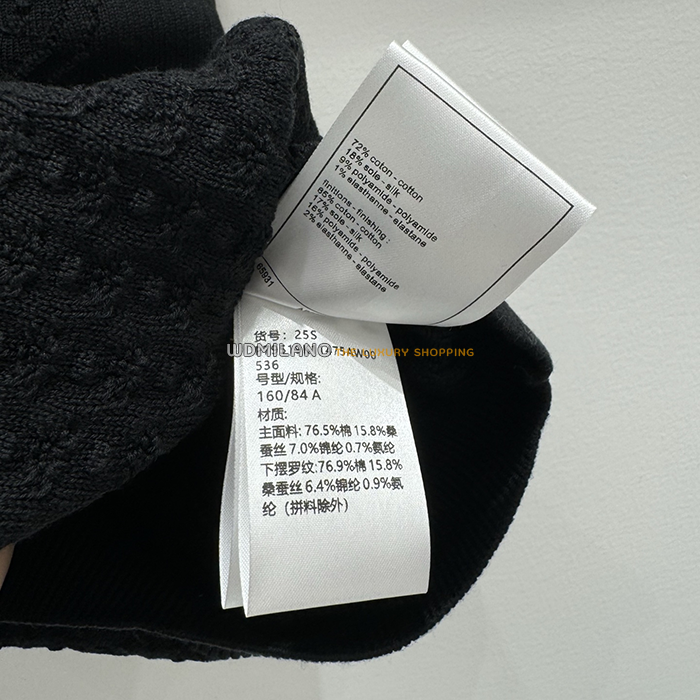 72% coton - cotton
18% soie - silk
9% polyamide - polyamide
1% elasthanne - elastane
finitions - finishing :
65% coton - cotton
17% soie - silk
16% polyamide - polyamide
2% elasthanne - elastane
65931
货号: 25S
WDMILANO THE LUXURY SHOPPING
536
号型/规格:
160/84 A
材质:
主面料: 76.5%棉 15.8%桑
蚕丝 7.0%锦纶 0.7%氨纶
下摆罗纹:76.9%棉 15.8%
桑蚕丝 6.4%锦纶 0.9%氨
纶（拼料除外）